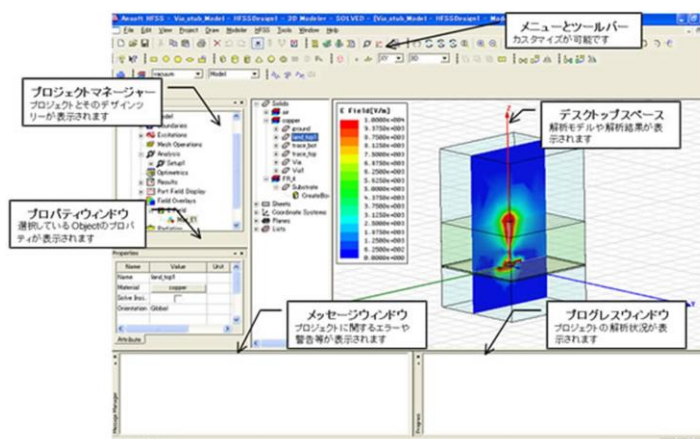 Ansoft HFSS - Via_stub_Model - HFSSDesign1 - 3D Modeler - SOLVED - [Via_stub_Model - HFSSDesign1 - Mode
File Edit View Project Draw Modeler HFSS Tools Window Help
メニューとツールバー
カスタマイズが可能です
vacuum
Model
XY
3D
プロジェクトマネージャー
プロジェクトとそのデザインツ
リーが表示されます
Model
Boundaries
Excitations
Mesh Operations
Analysis
Setup1
Optimetrics
Results
Port Field Display
Field Overlays
E Field
Mag_E1
Radiation
Solids
air
copper
ground
land_top1
trace_bot
trace_top
Via
Via1
FR_4
Substrate
CreateBo
Sheets
Coordinate Systems
Planes
Lists
E Field[V/m]
1.0000e+004
9.3750e+003
8.7500e+003
8.1250e+003
7.5000e+003
6.8750e+003
6.2500e+003
5.6250e+003
5.0000e+003
4.3750e+003
3.7500e+003
3.1250e+003
2.5000e+003
1.8750e+003
1.2500e+003
6.2500e+002
0.0000e+000
デスクトップスペース
解析モデルや解析結果が表
示されます
プロパティウィンドウ
選択しているObjectのプロパ
ティが表示されます
Properties
Name Value Unit
Name land_top1
Material copper
Solve Insi.
Orientation Global
Attribute
メッセージウィンドウ
プロジェクトに関するエラーや
警告等が表示されます
プログレスウィンドウ
プロジェクトの解析状況が表
示されます
Message Manager
Progress